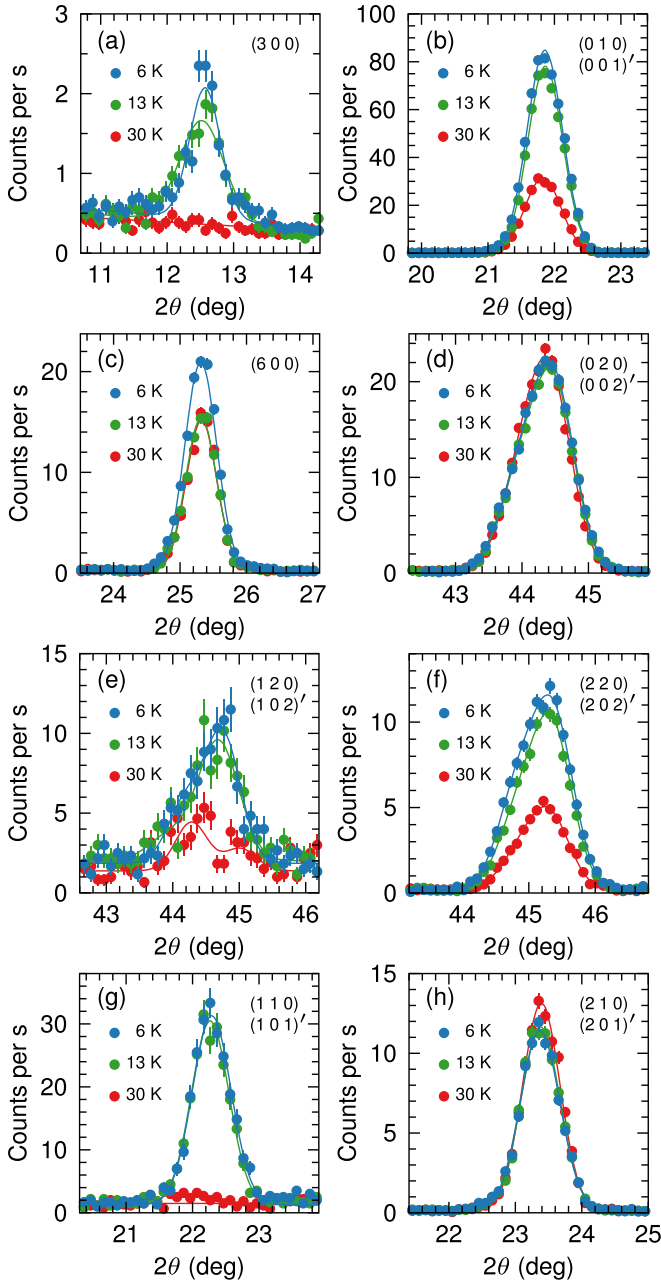 (a)
(3 0 0)
6 K
13 K
30 K
Counts per s
0
1
2
3
11
12
13
14
2θ (deg)
(b)
(0 1 0)
(0 0 1)′
6 K
13 K
30 K
Counts per s
0
20
40
60
80
100
20
21
22
23
2θ (deg)
(c)
(6 0 0)
6 K
13 K
30 K
Counts per s
0
10
20
24
25
26
27
2θ (deg)
(d)
(0 2 0)
(0 0 2)′
6 K
13 K
30 K
Counts per s
0
10
20
43
44
45
2θ (deg)
(e)
(1 2 0)
(1 0 2)′
6 K
13 K
30 K
Counts per s
0
5
10
15
43
44
45
46
2θ (deg)
(f)
(2 2 0)
(2 0 2)′
6 K
13 K
30 K
Counts per s
0
5
10
44
45
46
2θ (deg)
(g)
(1 1 0)
(1 0 1)′
6 K
13 K
30 K
Counts per s
0
10
20
30
21
22
23
2θ (deg)
(h)
(2 1 0)
(2 0 1)′
6 K
13 K
30 K
Counts per s
0
5
10
15
22
23
24
25
2θ (deg)